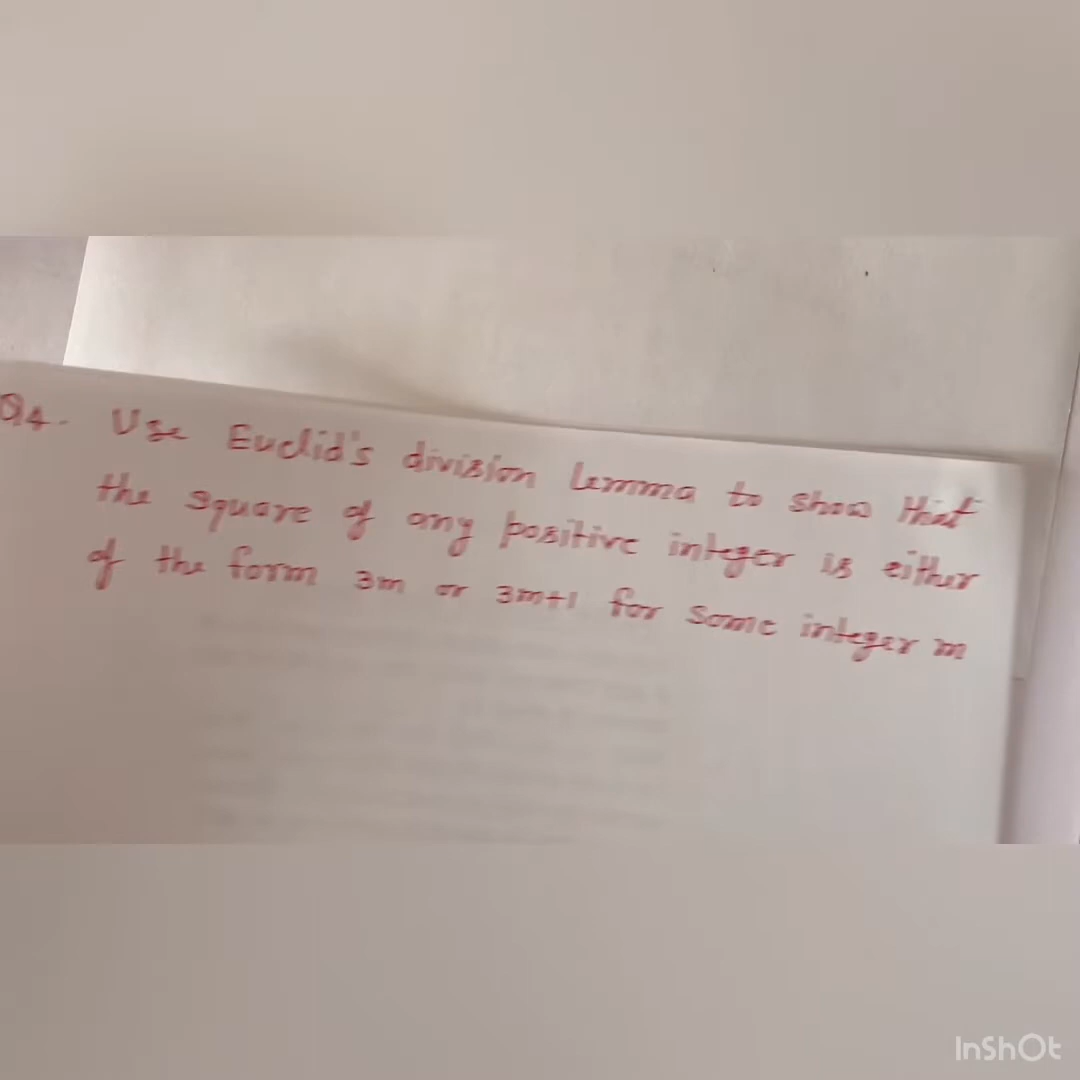 Q4. Use Euclid's division lemma to show that
the square of any positive integer is either
of the form 3m or 3m+1 for some integer m
InShOt